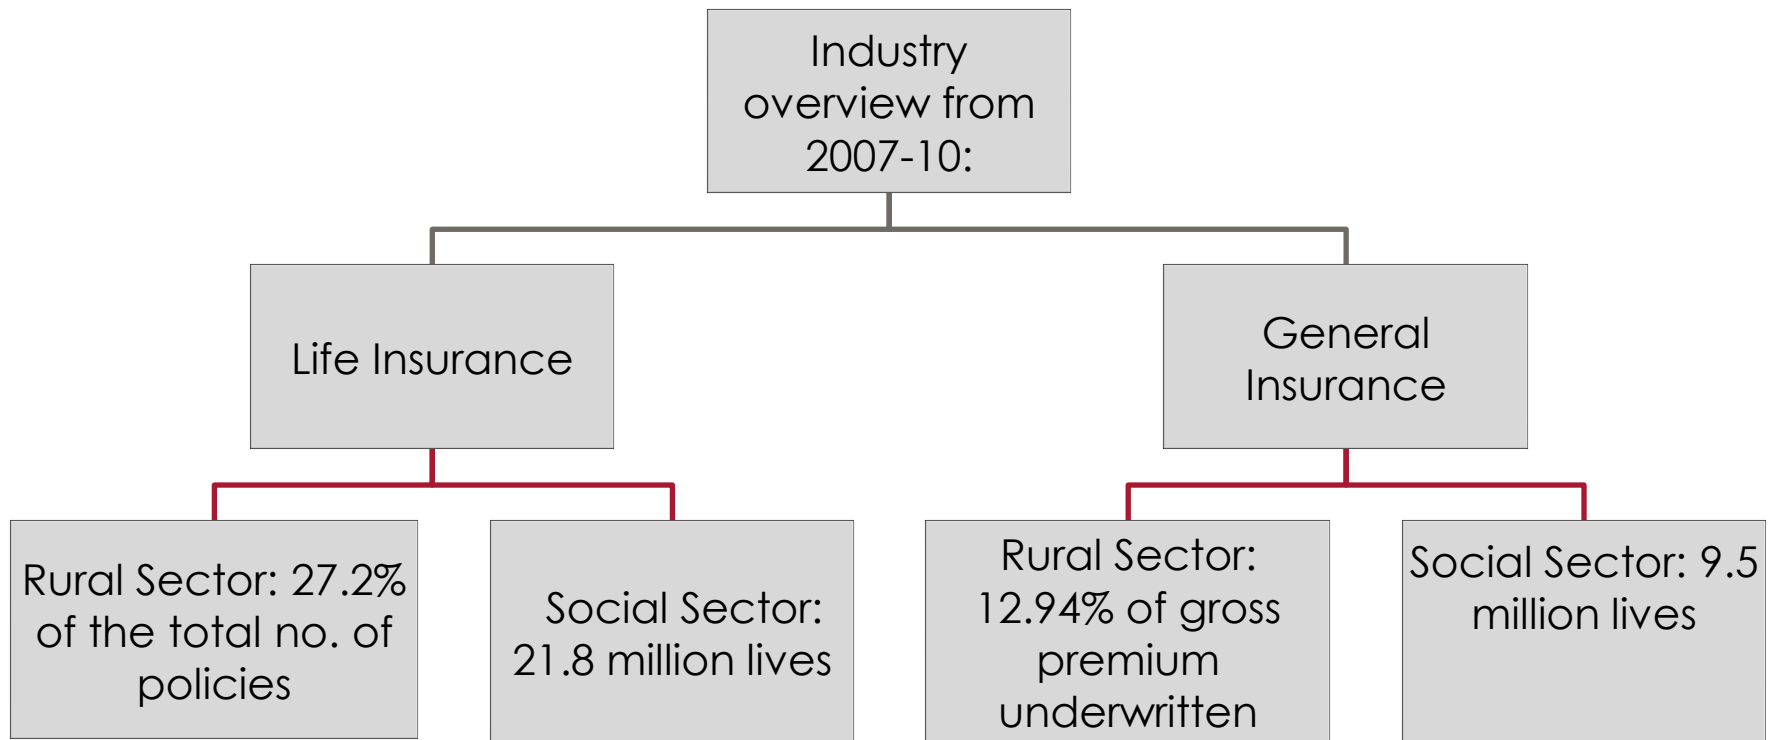 Industry
overview from
2007-10:
Life Insurance
General
Insurance
Rural Sector: 27.2%
of the total no. of
policies
Social Sector:
21.8 million lives
Rural Sector:
12.94% of gross
premium
underwritten
Social Sector: 9.5
million lives